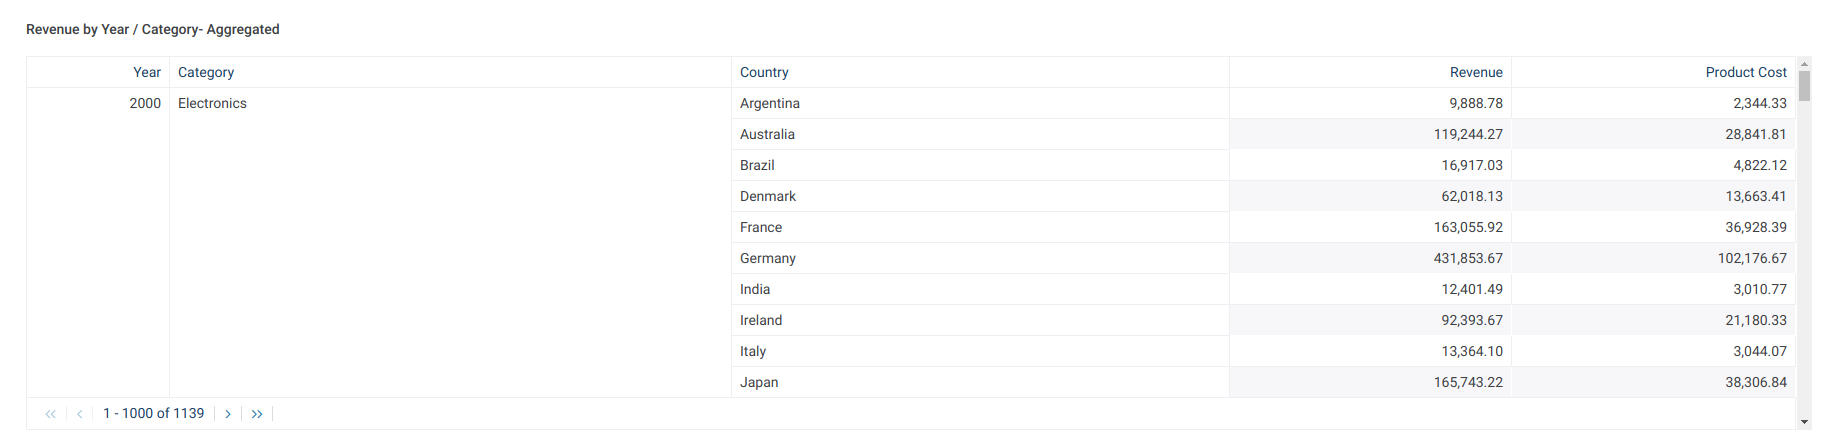 Revenue by Year / Category- Aggregated
Year Category Country Revenue Product Cost
2000 Electronics Argentina 9,888.78 2,344.33
Australia 119,244.27 28,841.81
Brazil 16,917.03 4,822.12
Denmark 62,018.13 13,663.41
France 163,055.92 36,928.39
Germany 431,853.67 102,176.67
India 12,401.49 3,010.77
Ireland 92,393.67 21,180.33
Italy 13,364.10 3,044.07
Japan 165,743.22 38,306.84
1 - 1000 of 1139